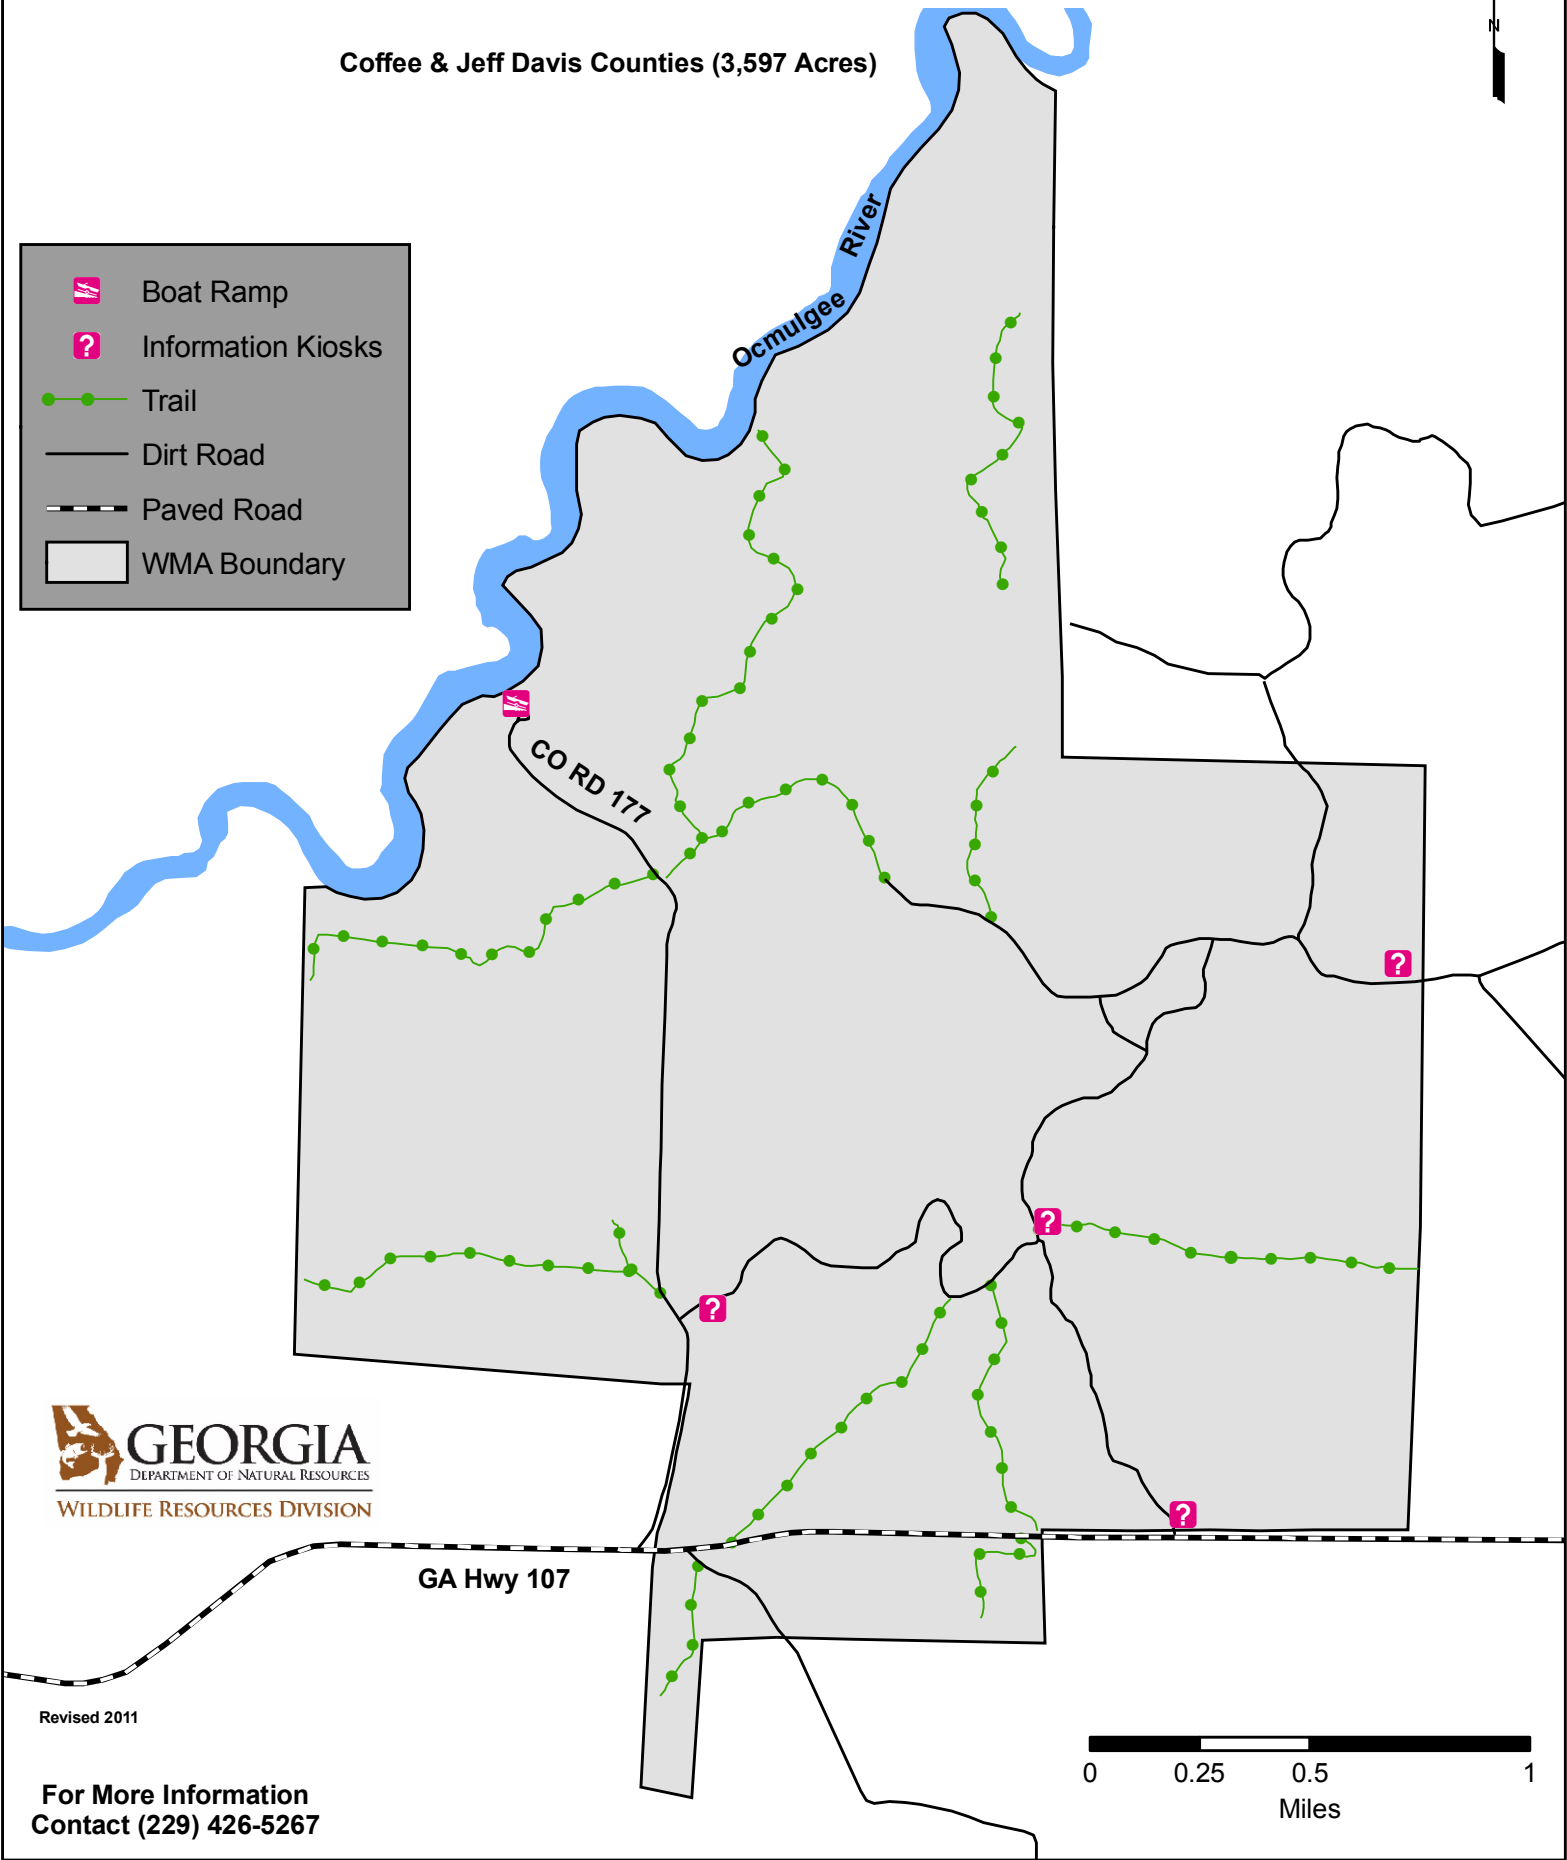 Coffee & Jeff Davis Counties (3,597 Acres)
N
River
Ocmulgee
Boat Ramp
? Information Kiosks
Trail
Dirt Road
Paved Road
WMA Boundary
CO RD 177
?
?
?
?
GEORGIA
DEPARTMENT OF NATURAL RESOURCES
WILDLIFE RESOURCES DIVISION
GA Hwy 107
Revised 2011
For More Information
Contact (229) 426-5267
0 0.25 0.5 1
Miles